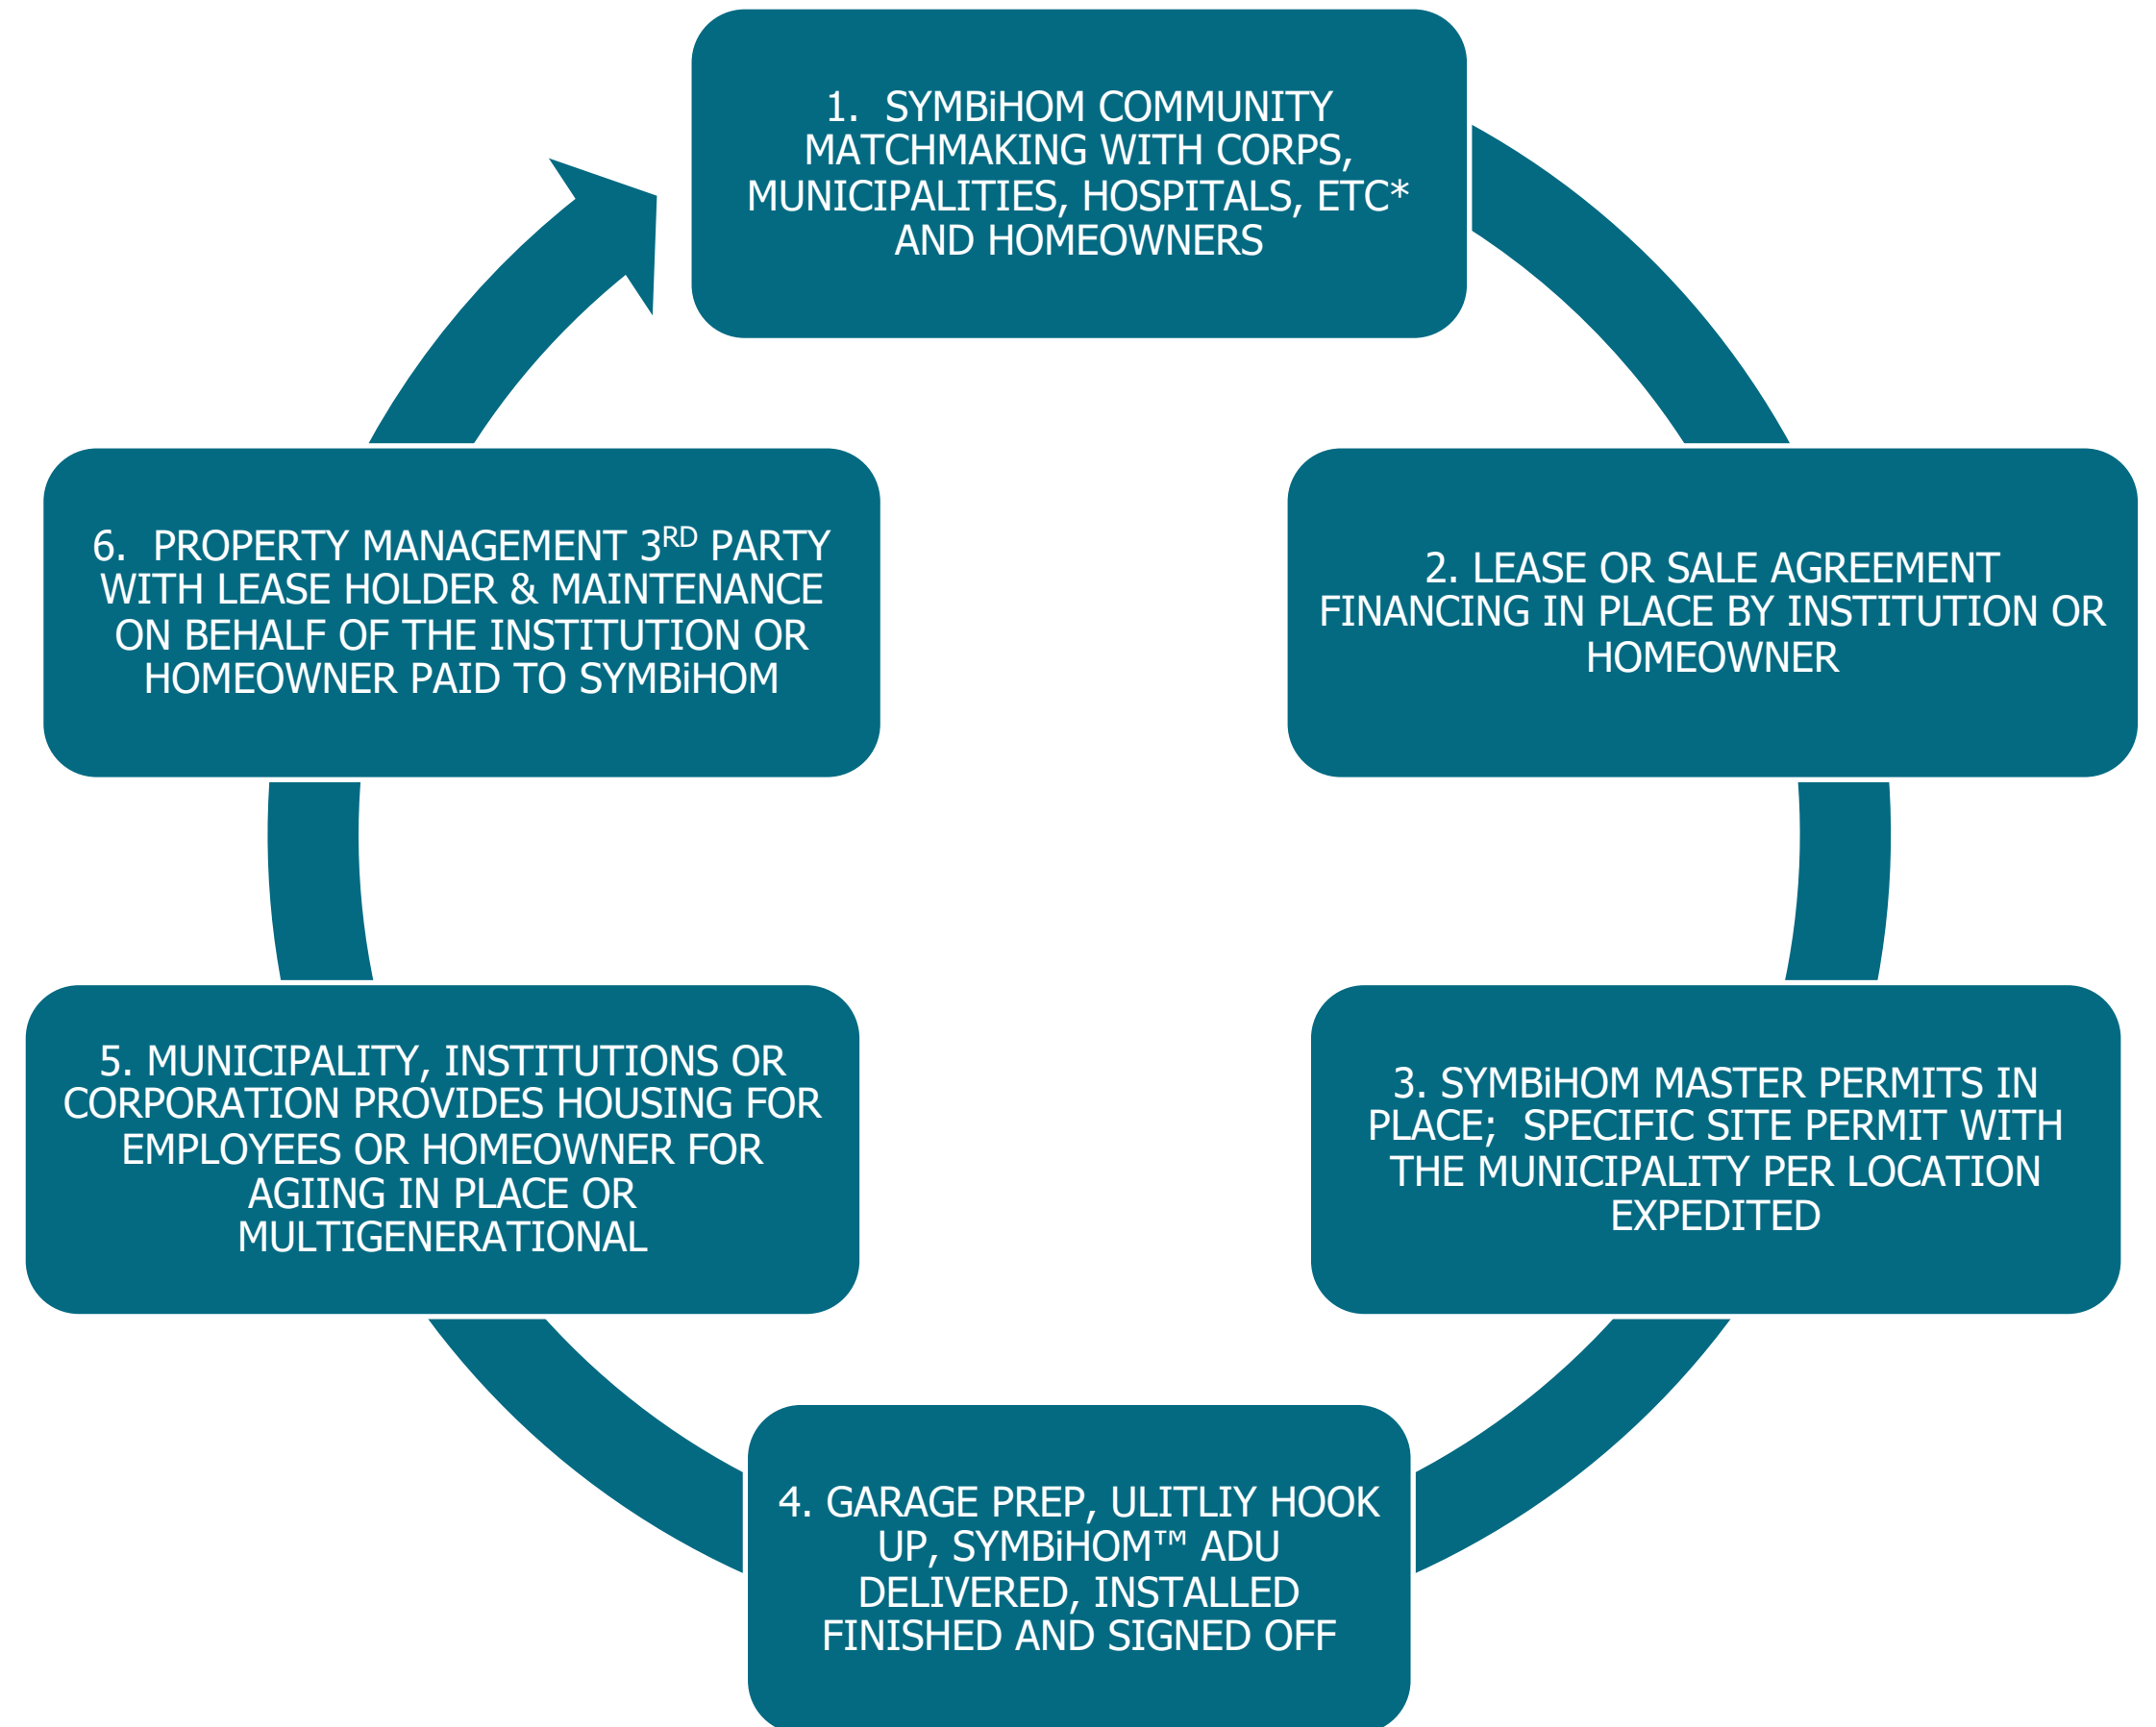 1.  SYMBiHOM COMMUNITY
MATCHMAKING WITH CORPS,
MUNICIPALITIES, HOSPITALS, ETC*
AND HOMEOWNERS
2. LEASE OR SALE AGREEMENT
FINANCING IN PLACE BY INSTITUTION OR
HOMEOWNER
3. SYMBiHOM MASTER PERMITS IN
PLACE;  SPECIFIC SITE PERMIT WITH
THE MUNICIPALITY PER LOCATION
EXPEDITED
4. GARAGE PREP, ULITLIY HOOK
UP, SYMBiHOM™ ADU
DELIVERED, INSTALLED
FINISHED AND SIGNED OFF
5. MUNICIPALITY, INSTITUTIONS OR
CORPORATION PROVIDES HOUSING FOR
EMPLOYEES OR HOMEOWNER FOR
AGIING IN PLACE OR
MULTIGENERATIONAL
6.  PROPERTY MANAGEMENT 3RD PARTY
WITH LEASE HOLDER & MAINTENANCE
ON BEHALF OF THE INSTITUTION OR
HOMEOWNER PAID TO SYMBiHOM